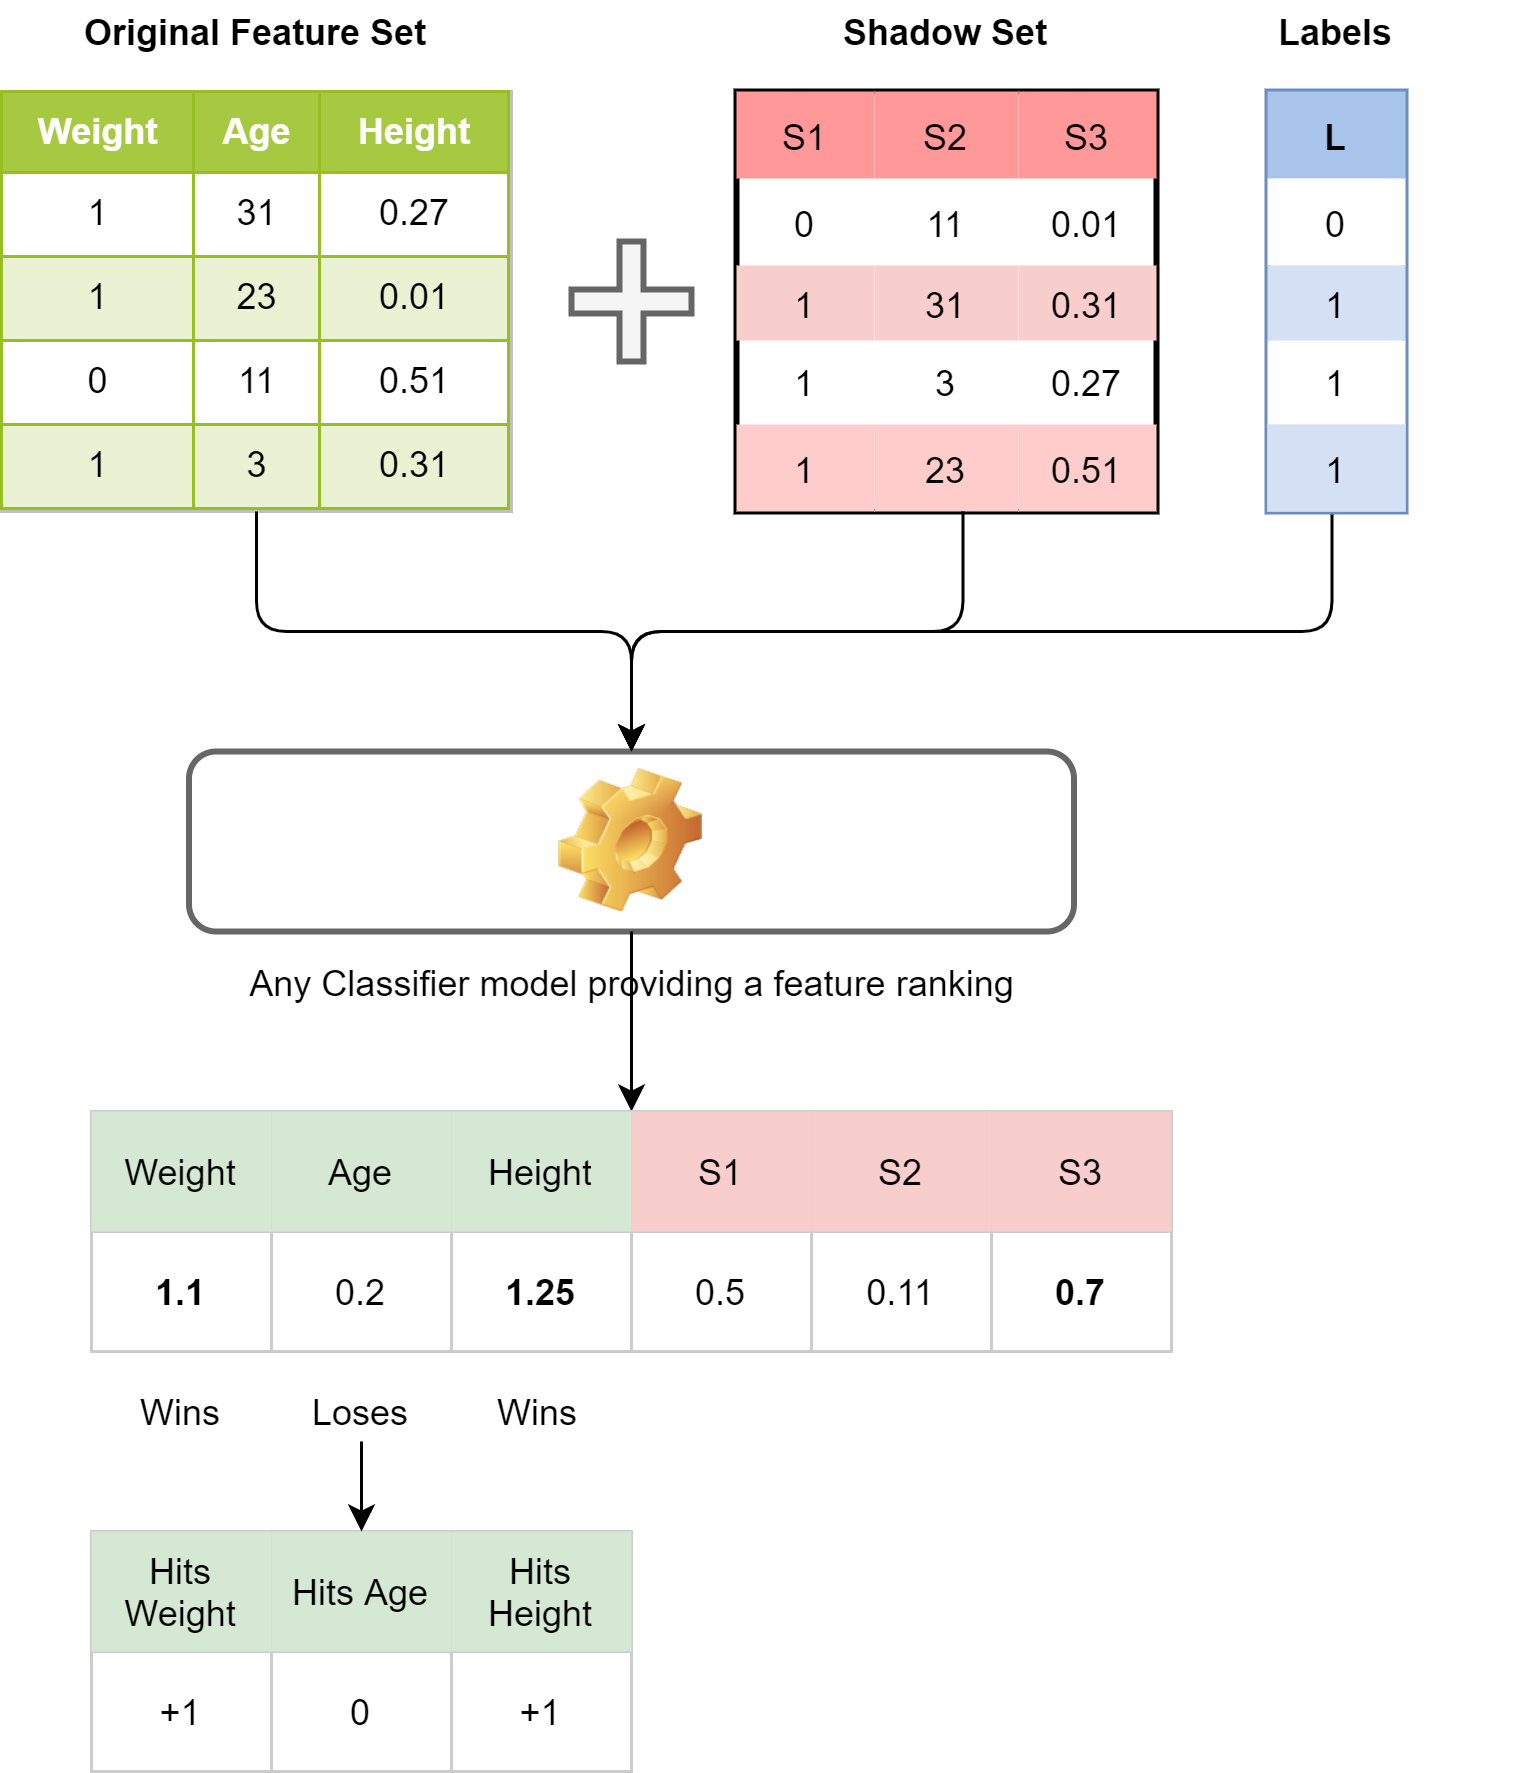 Original Feature Set
Shadow Set
Labels
Weight Age Height
S1 S2 S3
L
1 31 0.27
0 11 0.01
0
1 23 0.01
1 31 0.31
1
0 11 0.51
1 3 0.27
1
1 3 0.31
1 23 0.51
1
Any Classifier model providing a feature ranking
Weight Age Height S1 S2 S3
1.1 0.2 1.25 0.5 0.11 0.7
Wins Loses Wins
Hits
Weight
Hits Age
Hits
Height
+1 0 +1